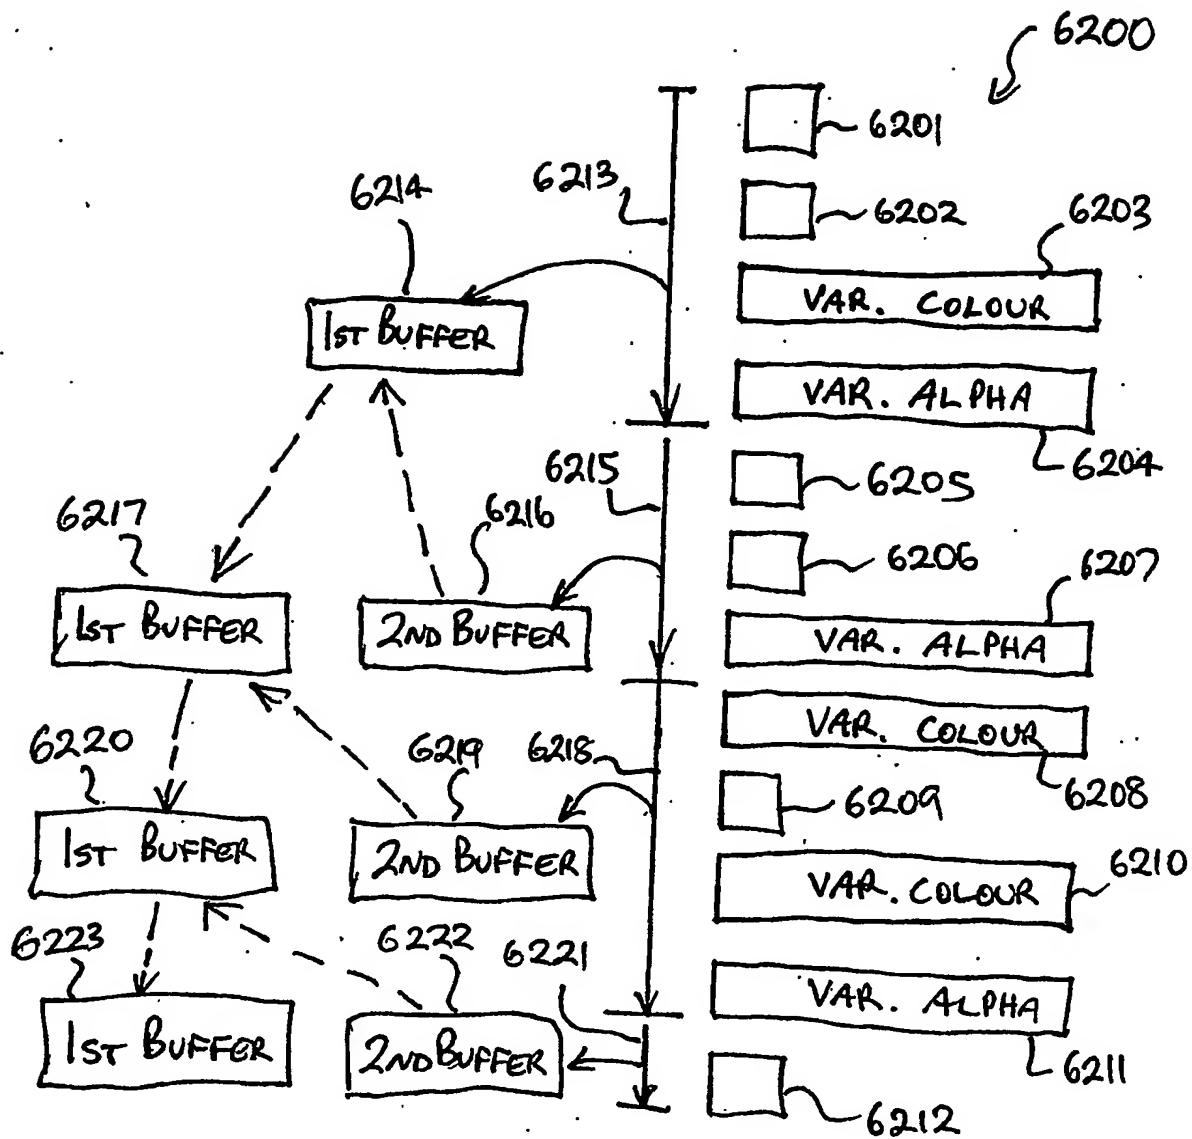 6200
6201
6213
6214
6202
6203
VAR. COLOUR
1ST BUFFER
VAR. ALPHA
6204
6215
6205
6217
6216
6206
6207
1ST BUFFER
2ND BUFFER
VAR. ALPHA
VAR. COLOUR
6220
6219
6218
6208
6209
1ST BUFFER
2ND BUFFER
6210
VAR. COLOUR
6223
6222
6221
VAR. ALPHA
1ST BUFFER
2ND BUFFER
6211
6212